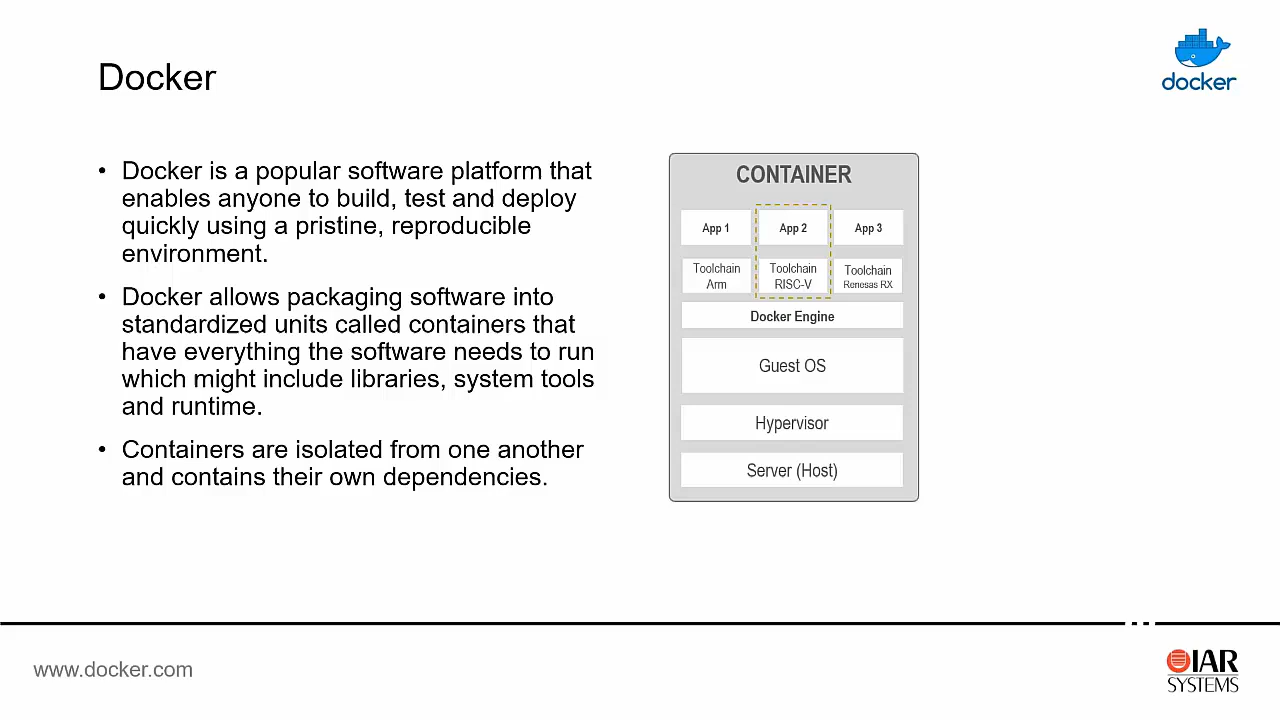 Docker
docker
• Docker is a popular software platform that
enables anyone to build, test and deploy
quickly using a pristine, reproducible
environment.
• Docker allows packaging software into
standardized units called containers that
have everything the software needs to run
which might include libraries, system tools
and runtime.
• Containers are isolated from one another
and contains their own dependencies.
CONTAINER
App 1 App 2 App 3
Toolchain Toolchain Toolchain
Arm RISC-V Renesas RX
Docker Engine
Guest OS
Hypervisor
Server (Host)
www.docker.com
IAR
SYSTEMS